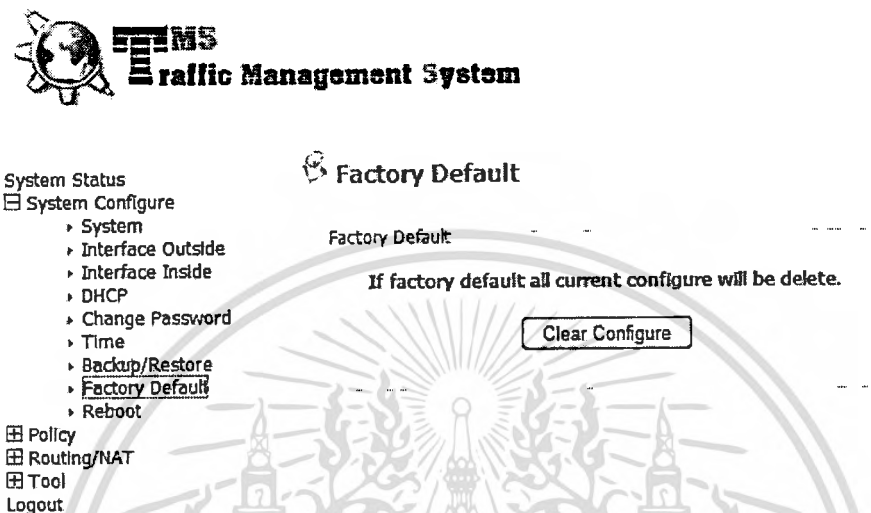 TMS
Traffic Management System
System Status
System Configure
System
Interface Outside
Interface Inside
DHCP
Change Password
Time
Backup/Restore
Factory Default
Reboot
Policy
Routing/NAT
Tool
Logout
Factory Default
Factory Default
If factory default all current configure will be delete.
Clear Configure